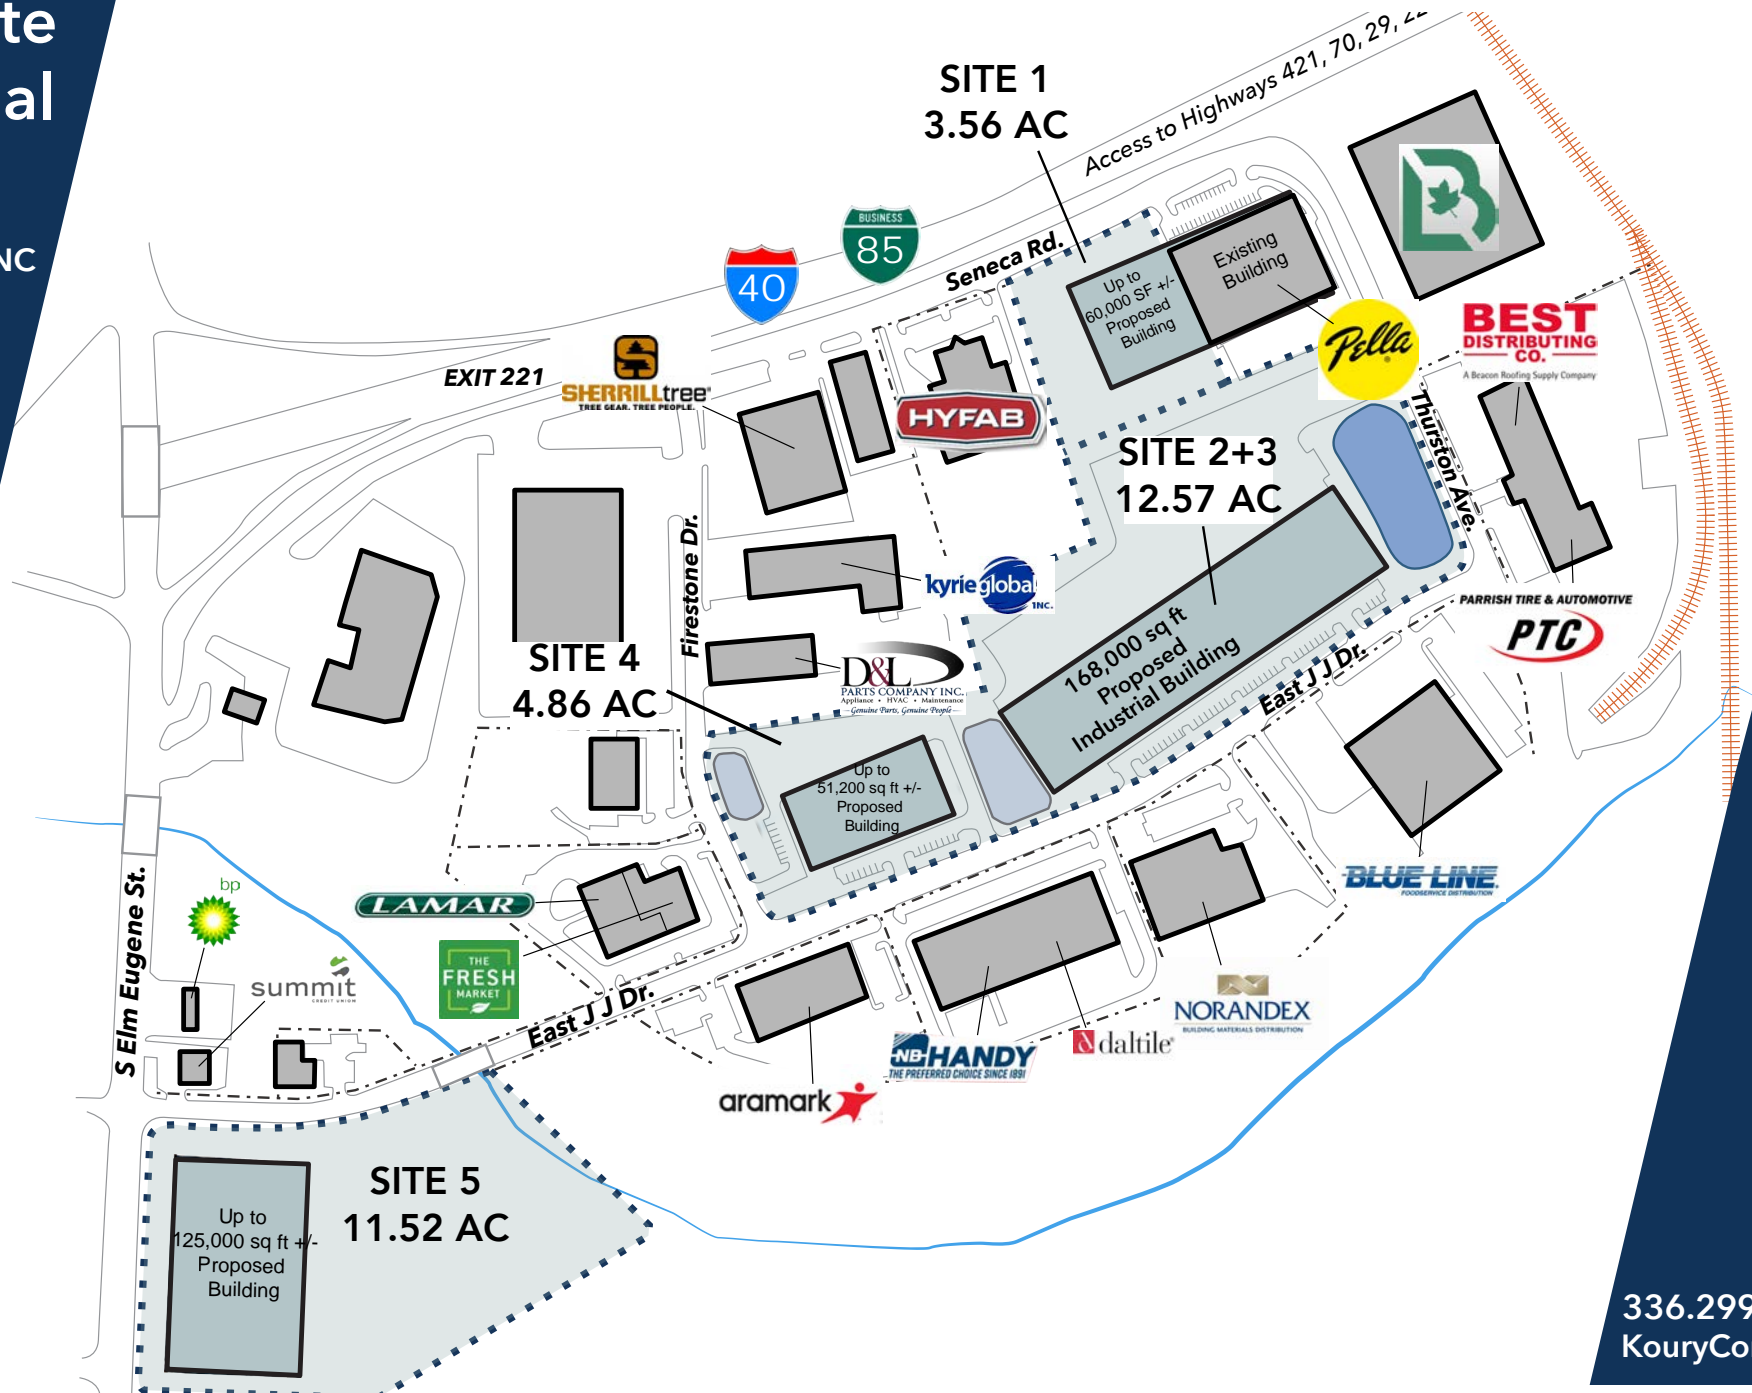 te
al
NC
SITE 1
3.56 AC
Access to Highways 421, 70, 29,
BUSINESS
85
40
Seneca Rd.
Up to
60,000 SF +/-
Proposed
Building
Existing
Building
B
Pella
BEST
DISTRIBUTING
CO.
A Beacon Roofing Supply Company
EXIT 221
S
SHERRILLtree
TREE GEAR. TREE PEOPLE.
HYFAB
SITE 2+3
12.57 AC
Thurston Ave.
Firestone Dr.
kyrieglobal
INC.
PARRISH TIRE & AUTOMOTIVE
PTC
SITE 4
4.86 AC
D&L
PARTS COMPANY INC.
Appliance • HVAC • Maintenance
Genuine Parts, Genuine People
168,000 sq ft
Proposed
Industrial Building
East J J Dr.
Up to
51,200 sq ft +/-
Proposed
Building
BLUE LINE
FOODSERVICE DISTRIBUTION
S Elm Eugene St.
bp
LAMAR
THE
FRESH
MARKET
summit
CREDIT UNION
East J J Dr.
NORANDEX
BUILDING MATERIALS DISTRIBUTION
NB HANDY
THE PREFERRED CHOICE SINCE 1891
daltile
aramark
SITE 5
11.52 AC
Up to
125,000 sq ft +/-
Proposed
Building
336.299
KouryCo